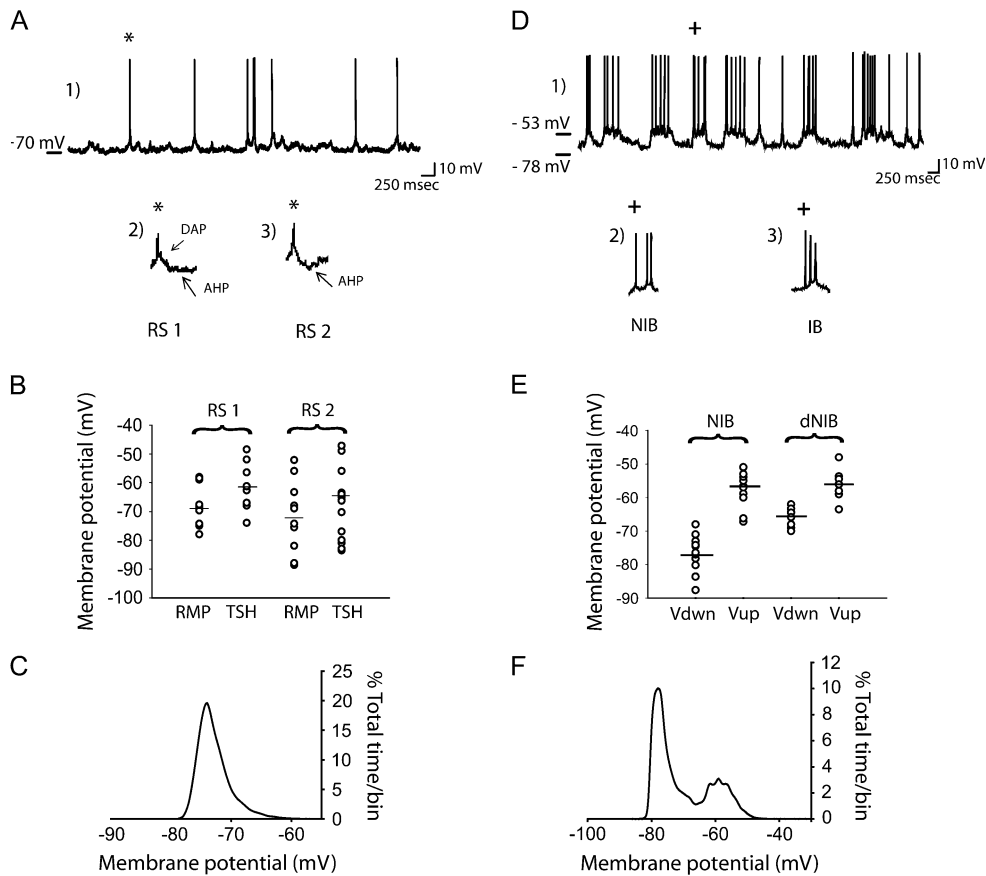 A
*
1)
-70 mV
10 mV
250 msec
*
2)
DAP
AHP
RS 1
*
3)
AHP
RS 2
D
+
1)
- 53 mV
- 78 mV
10 mV
250 msec
+
2)
NIB
+
3)
IB
B
Membrane potential (mV)
RS 1
RS 2
-40
-50
-60
-70
-80
-90
-100
RMP TSH RMP TSH
E
Membrane potential (mV)
NIB
dNIB
-40
-50
-60
-70
-80
-90
Vdwn Vup Vdwn Vup
C
25
20
15
10
5
0
% Total time/bin
-90 -80 -70 -60
Membrane potential (mV)
F
12
10
8
6
4
2
0
% Total time/bin
-100 -80 -60 -40
Membrane potential (mV)